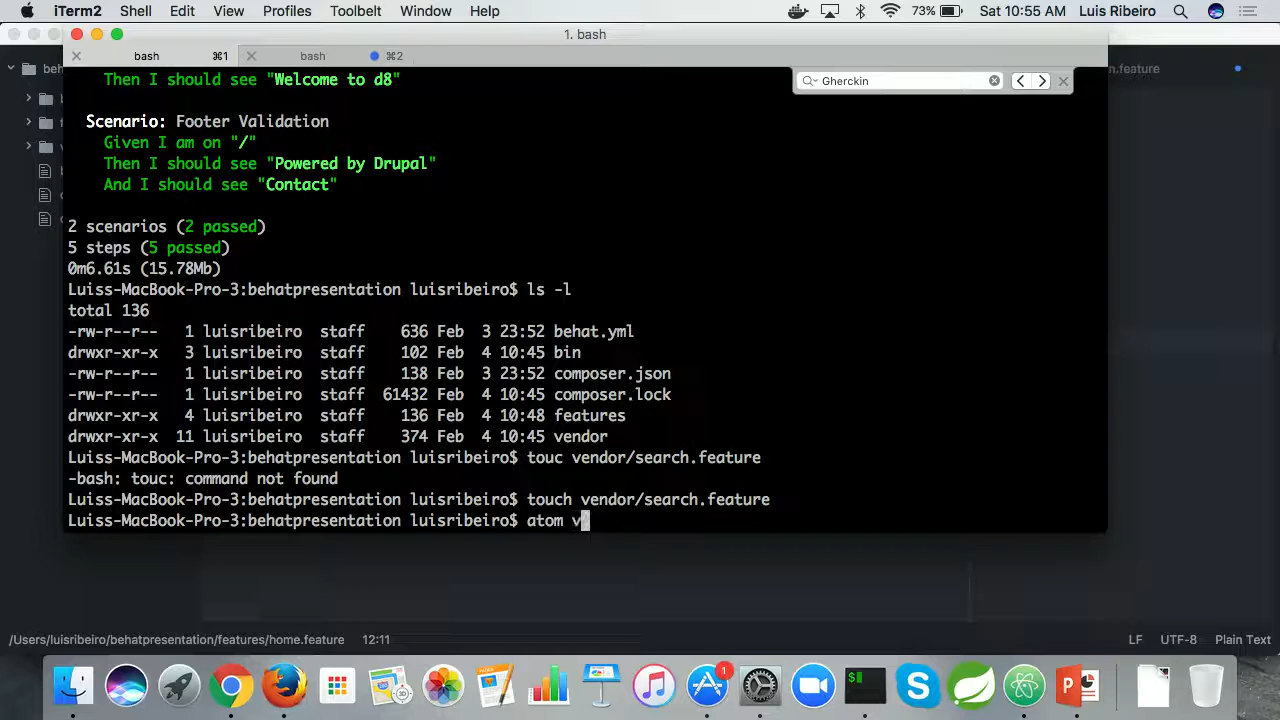 iTerm2 Shell Edit View Profiles Toolbelt Window Help 73% Sat 10:55 AM Luis Ribeiro
1. bash
bash ⌘1 bash ⌘2
beh
n.feature
Then I should see "Welcome to d8"
Gherckin
Scenario: Footer Validation
Given I am on "/"
Then I should see "Powered by Drupal"
And I should see "Contact"
2 scenarios (2 passed)
5 steps (5 passed)
0m6.61s (15.78Mb)
Luiss-MacBook-Pro-3:behatpresentation luisribeiro$ ls -l
total 136
-rw-r--r-- 1 luisribeiro staff 636 Feb 3 23:52 behat.yml
drwxr-xr-x 3 luisribeiro staff 102 Feb 4 10:45 bin
-rw-r--r-- 1 luisribeiro staff 138 Feb 3 23:52 composer.json
-rw-r--r-- 1 luisribeiro staff 61432 Feb 4 10:45 composer.lock
drwxr-xr-x 4 luisribeiro staff 136 Feb 4 10:48 features
drwxr-xr-x 11 luisribeiro staff 374 Feb 4 10:45 vendor
Luiss-MacBook-Pro-3:behatpresentation luisribeiro$ touc vendor/search.feature
-bash: touc: command not found
Luiss-MacBook-Pro-3:behatpresentation luisribeiro$ touch vendor/search.feature
Luiss-MacBook-Pro-3:behatpresentation luisribeiro$ atom v
/Users/luisribeiro/behatpresentation/features/home.feature 12:11 LF UTF-8 Plain Text
1